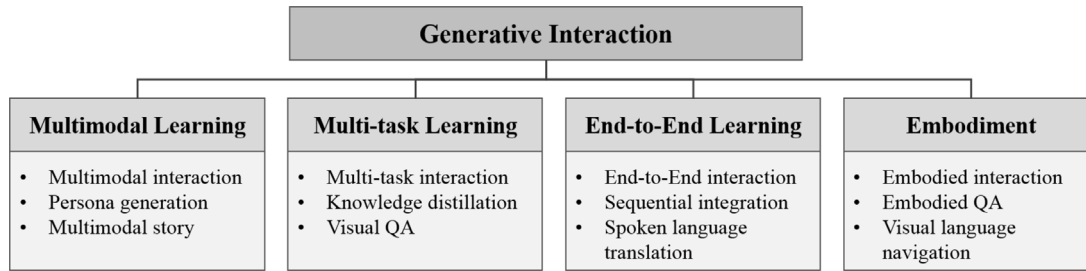 Generative Interaction
Multimodal Learning
• Multimodal interaction
• Persona generation
• Multimodal story
Multi-task Learning
• Multi-task interaction
• Knowledge distillation
• Visual QA
End-to-End Learning
• End-to-End interaction
• Sequential integration
• Spoken language
translation
Embodiment
• Embodied interaction
• Embodied QA
• Visual language
navigation